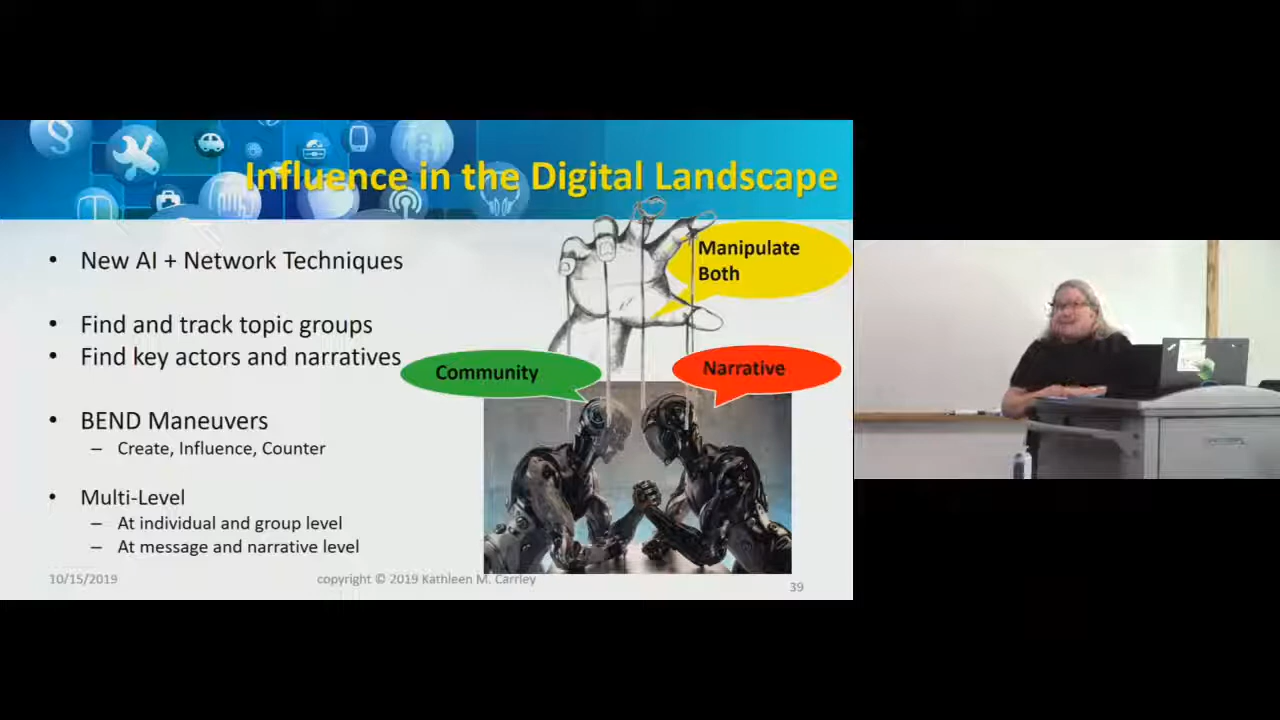 Influence in the Digital Landscape
• New AI + Network Techniques
• Find and track topic groups
• Find key actors and narratives
• BEND Maneuvers
– Create, Influence, Counter
• Multi-Level
– At individual and group level
– At message and narrative level
Manipulate
Both
Community
Narrative
10/15/2019
copyright © 2019 Kathleen M. Carrley
39